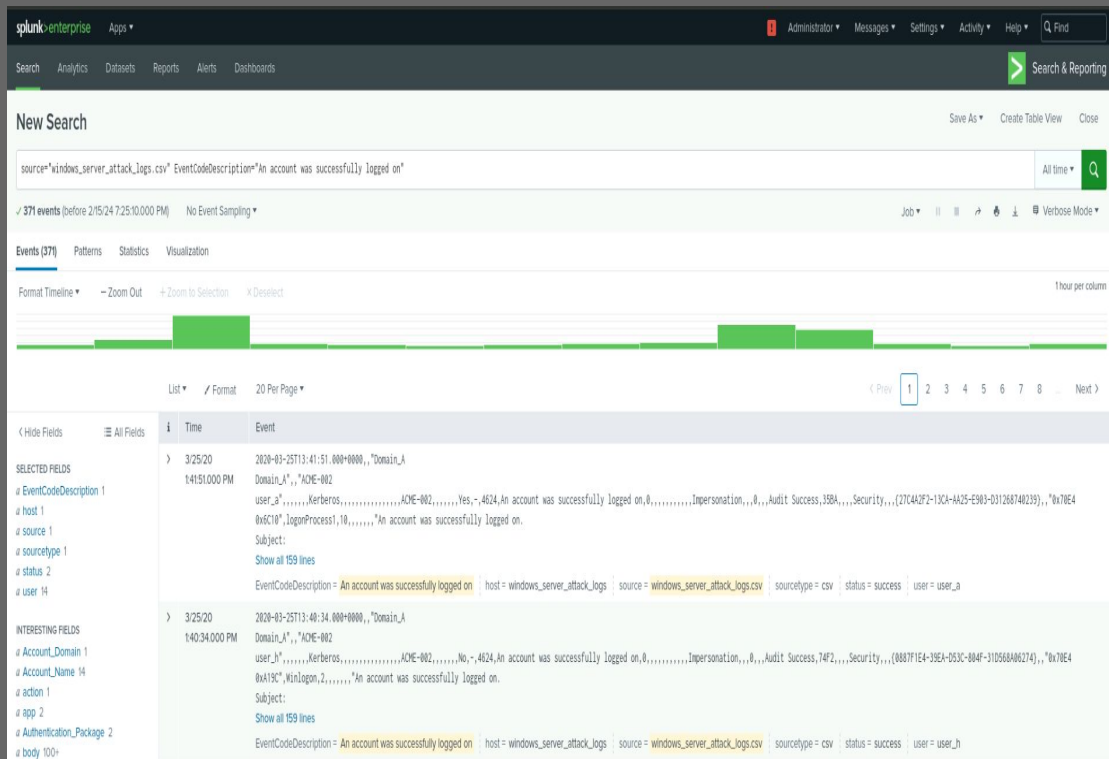 splunk>enterprise Apps ▾
! Administrator ▾ Messages ▾ Settings ▾ Activity ▾ Help ▾ Find
Search Analytics Datasets Reports Alerts Dashboards
> Search & Reporting
New Search
Save As ▾ Create Table View Close
source="windows_server_attack_logs.csv" EventCodeDescription="An account was successfully logged on"
All time ▾
✓ 371 events (before 2/15/24 7:25:10.000 PM) No Event Sampling ▾
Job ▾ Verbose Mode ▾
Events (371) Patterns Statistics Visualization
Format Timeline ▾ – Zoom Out + Zoom to Selection × Deselect
1 hour per column
List ▾ Format 20 Per Page ▾
< Prev 1 2 3 4 5 6 7 8 ... Next >
< Hide Fields All Fields
SELECTED FIELDS
a EventCodeDescription 1
a host 1
a source 1
a sourcetype 1
a status 2
a user 14
INTERESTING FIELDS
a Account_Domain 1
a Account_Name 14
a action 1
a app 2
a Authentication_Package 2
a body 100+
i Time Event
> 3/25/20
1:41:51.000 PM
2020-03-25T13:41:51.000+0000,,"Domain_A
Domain_A",,"ACME-002
user_a",,,,,,,Kerberos,,,,,,,,,,,,,,,,ACME-002,,,,,,,Yes,-,4624,An account was successfully logged on,0,,,,,,,,,,,Impersonation,,,0,,,Audit Success,35BA,,,,Security,,,{27C4A2F2-13CA-AA25-E903-D31268740239},,"0x70E4
0x6C10",logonProcess1,10,,,,,,,"An account was successfully logged on.
Subject:
Show all 159 lines
EventCodeDescription = An account was successfully logged on host = windows_server_attack_logs source = windows_server_attack_logs.csv sourcetype = csv status = success user = user_a
> 3/25/20
1:40:34.000 PM
2020-03-25T13:40:34.000+0000,,"Domain_A
Domain_A",,"ACME-002
user_h",,,,,,,Kerberos,,,,,,,,,,,,,,,,ACME-002,,,,,,,No,-,4624,An account was successfully logged on,0,,,,,,,,,,,Impersonation,,,0,,,Audit Success,74F2,,,,Security,,,{0887F1E4-39EA-D53C-804F-31D568A06274},,"0x70E4
0xA19C",Winlogon,2,,,,,,,"An account was successfully logged on.
Subject:
Show all 159 lines
EventCodeDescription = An account was successfully logged on host = windows_server_attack_logs source = windows_server_attack_logs.csv sourcetype = csv status = success user = user_h